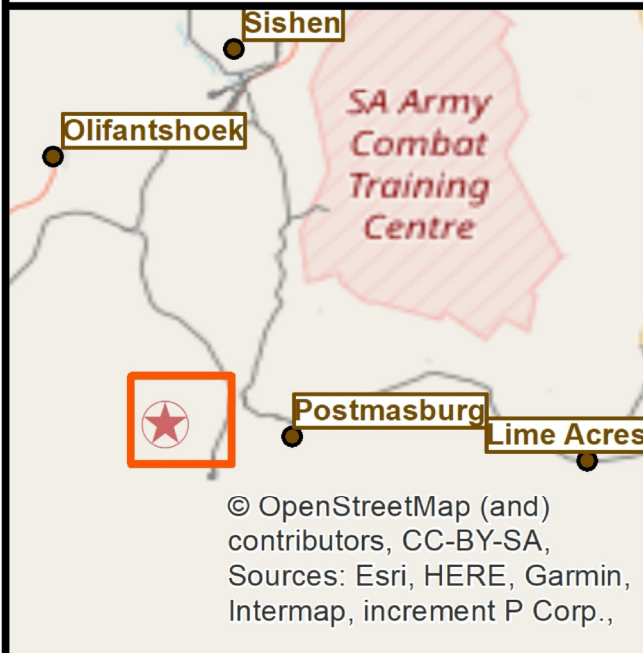 Sishen
SA Army
Combat
Training
Centre
Olifantshoek
Postmasburg
Lime Acres
© OpenStreetMap (and)
contributors, CC-BY-SA,
Sources: Esri, HERE, Garmin,
Intermap, increment P Corp.,